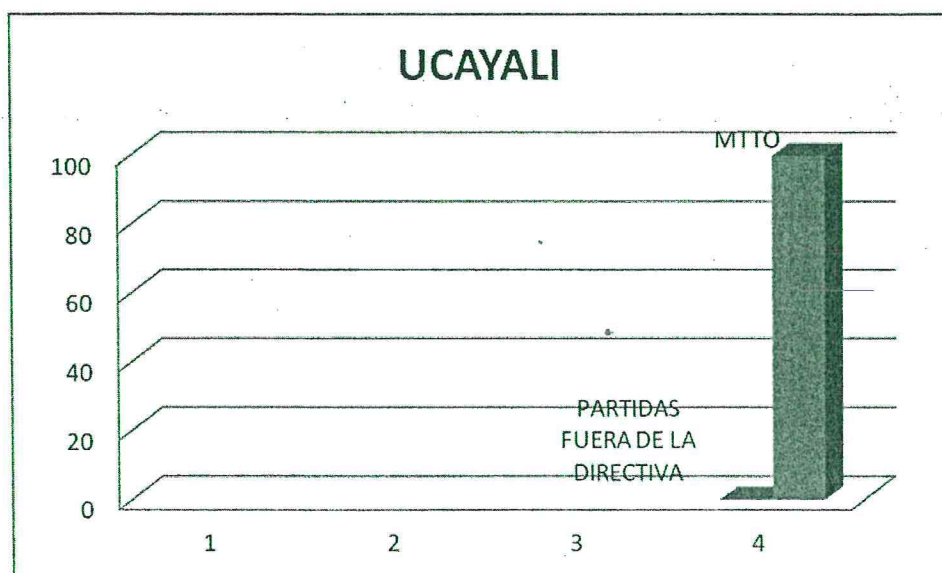 UCAYALI
MTTO
100
80
60
40
20
0
PARTIDAS
FUERA DE LA
DIRECTIVA
1 2 3 4